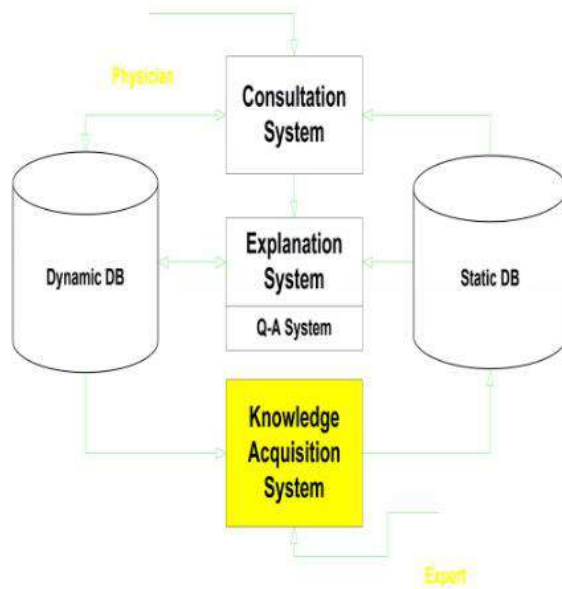 Physician
Consultation
System
Dynamic DB
Explanation
System
Static DB
Q-A System
Knowledge
Acquisition
System
Expert